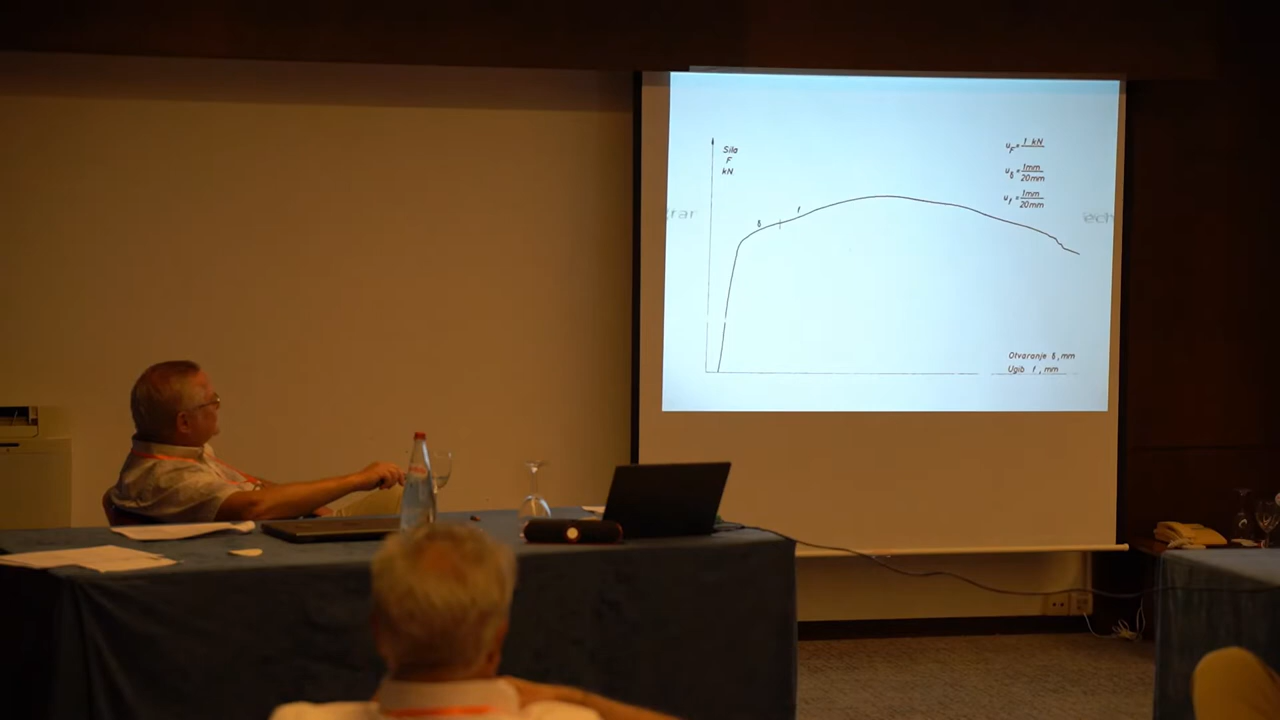 Sila
F
kN
u_F = 1 kN
u_δ = 1mm / 20mm
u_f = 1mm / 20mm
δ f
Otvaranje δ, mm
Ugib f, mm